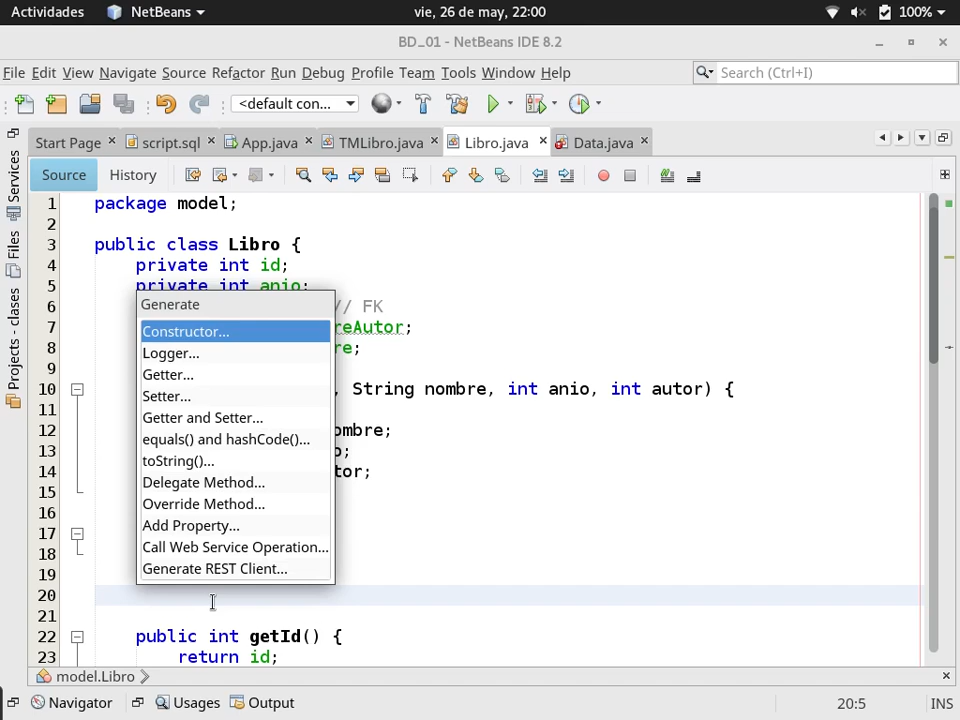 Actividades NetBeans vie, 26 de may, 22:00 100%
BD_01 - NetBeans IDE 8.2
File Edit View Navigate Source Refactor Run Debug Profile Team Tools Window Help Search (Ctrl+I)
<default con...
Start Page script.sql App.java TMLibro.java Libro.java Data.java
Source History
Services
Files
Projects - clases
1 package model;
2
3 public class Libro {
4 private int id;
5 private int anio;
6 // FK
7 reAutor;
8 re;
9
10 , String nombre, int anio, int autor) {
11
12 ombre;
13 o;
14 tor;
15
16
17
18
19
20
21
22 public int getId() {
23 return id;
Generate
Constructor...
Logger...
Getter...
Setter...
Getter and Setter...
equals() and hashCode()...
toString()...
Delegate Method...
Override Method...
Add Property...
Call Web Service Operation...
Generate REST Client...
model.Libro
Navigator Usages Output 20:5 INS